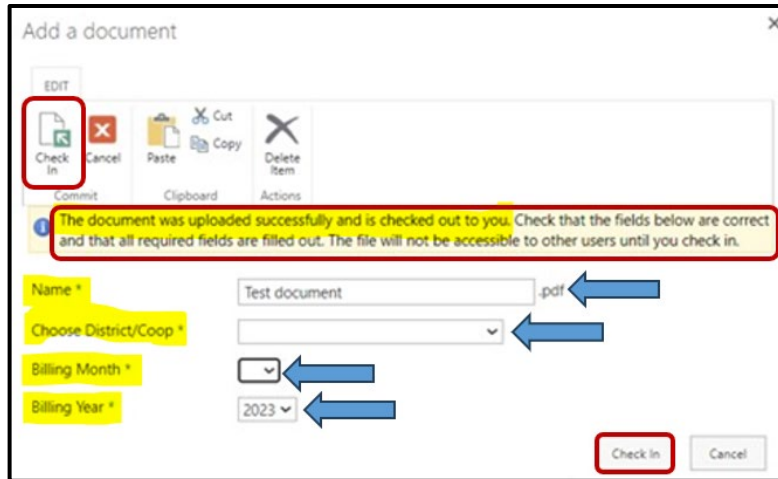 Add a document
EDIT
Check In
Cancel
Paste
Cut
Copy
Delete Item
Commit
Clipboard
Actions
The document was uploaded successfully and is checked out to you. Check that the fields below are correct
and that all required fields are filled out. The file will not be accessible to other users until you check in.
Name *
Test document
.pdf
Choose District/Coop *
Billing Month *
Billing Year *
2023
Check In
Cancel